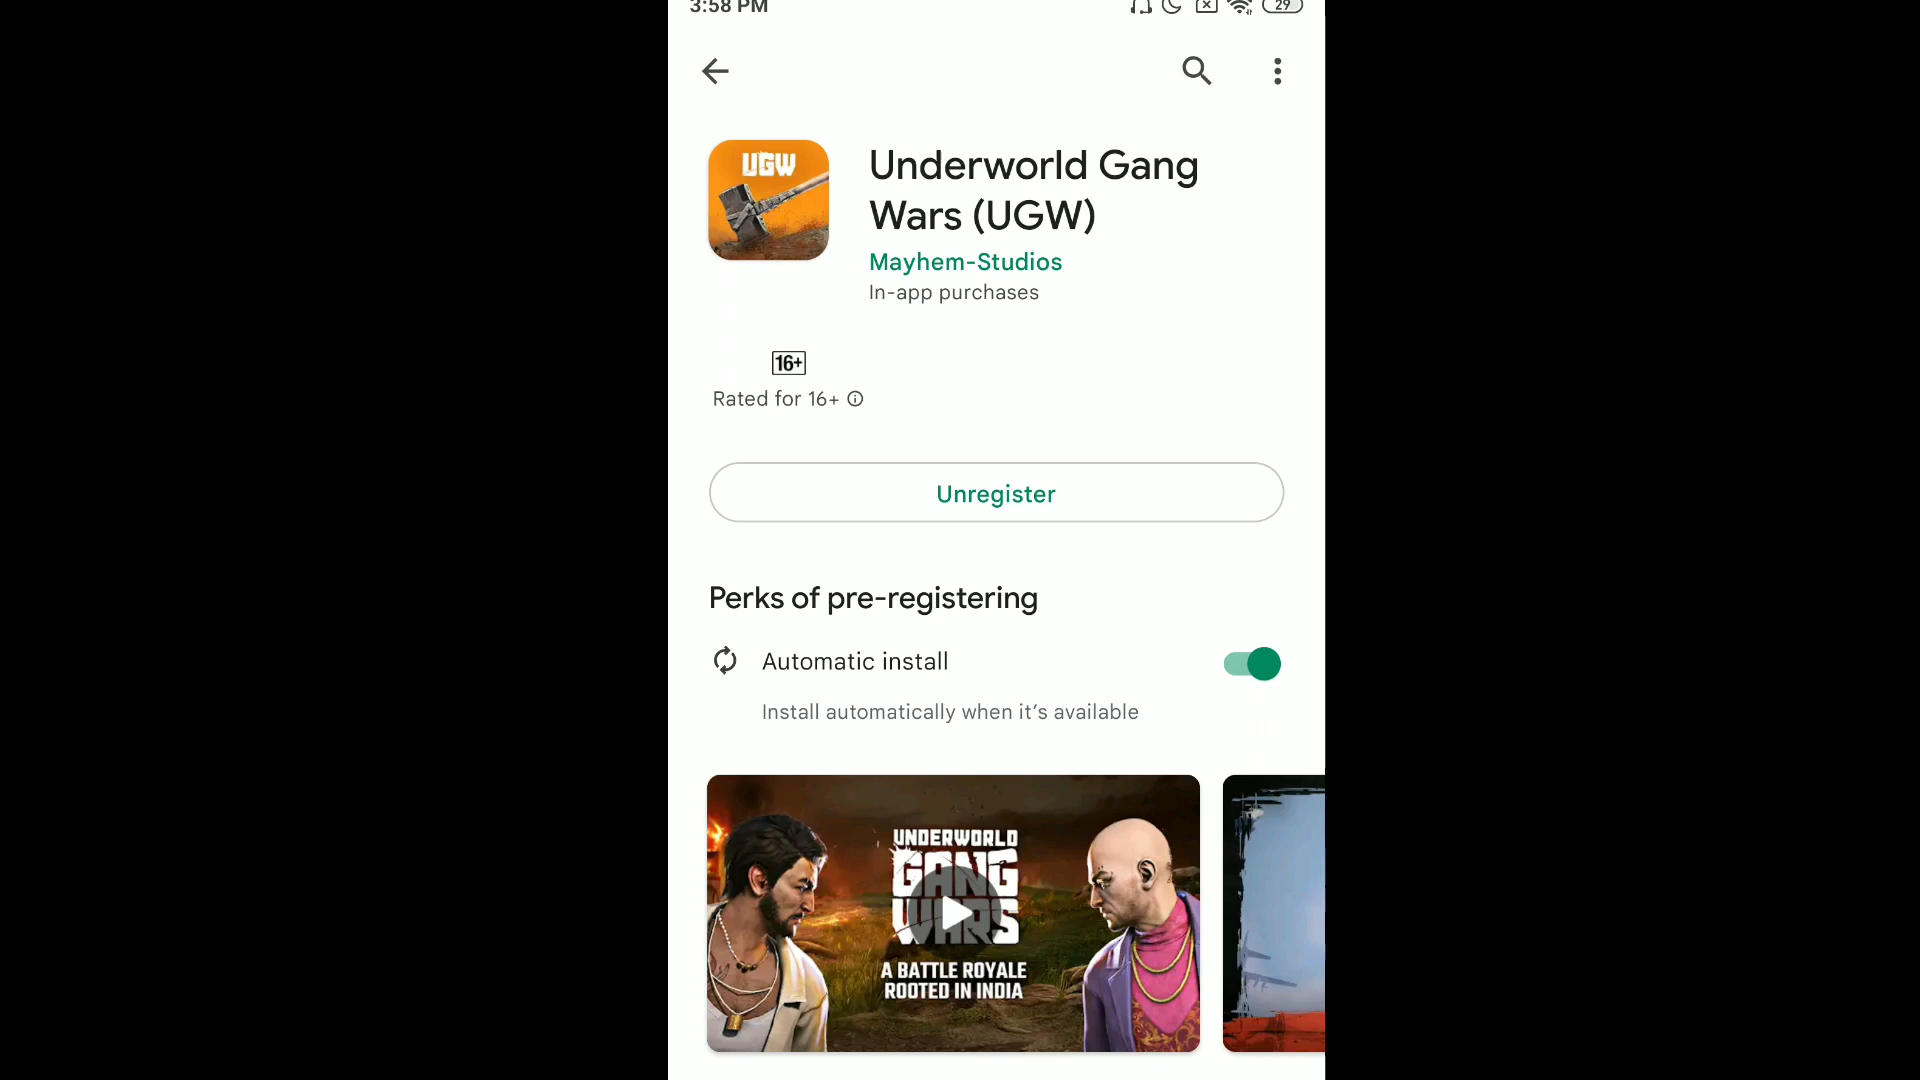 3:58 PM
29
UGW
Underworld Gang
Wars (UGW)
Mayhem-Studios
In-app purchases
16+
Rated for 16+
Unregister
Perks of pre-registering
Automatic install
Install automatically when it's available
UNDERWORLD
GANG
WARS
A BATTLE ROYALE
ROOTED IN INDIA